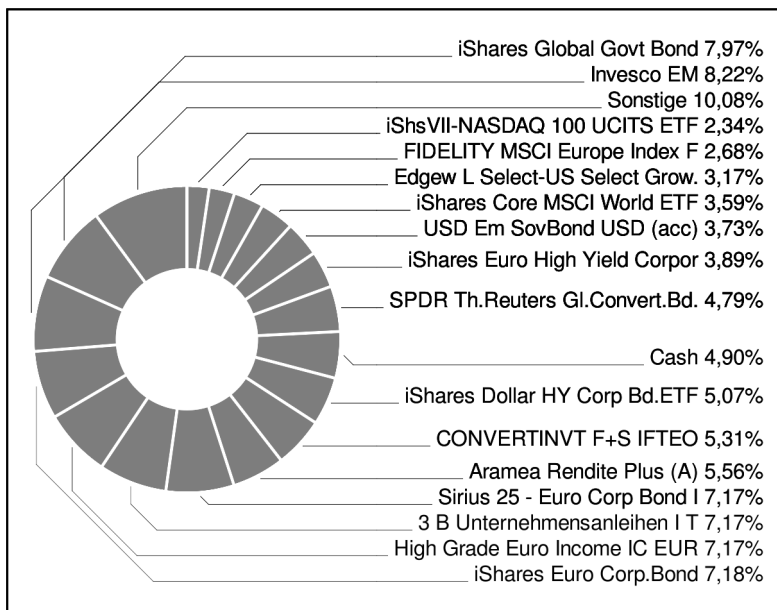 iShares Global Govt Bond 7,97%
Invesco EM 8,22%
Sonstige 10,08%
iShsVII-NASDAQ 100 UCITS ETF 2,34%
FIDELITY MSCI Europe Index F 2,68%
Edgew L Select-US Select Grow. 3,17%
iShares Core MSCI World ETF 3,59%
USD Em SovBond USD (acc) 3,73%
iShares Euro High Yield Corpor 3,89%
SPDR Th.Reuters Gl.Convert.Bd. 4,79%
Cash 4,90%
iShares Dollar HY Corp Bd.ETF 5,07%
CONVERTINVT F+S IFTEO 5,31%
Aramea Rendite Plus (A) 5,56%
Sirius 25 - Euro Corp Bond I 7,17%
3 B Unternehmensanleihen I T 7,17%
High Grade Euro Income IC EUR 7,17%
iShares Euro Corp.Bond 7,18%